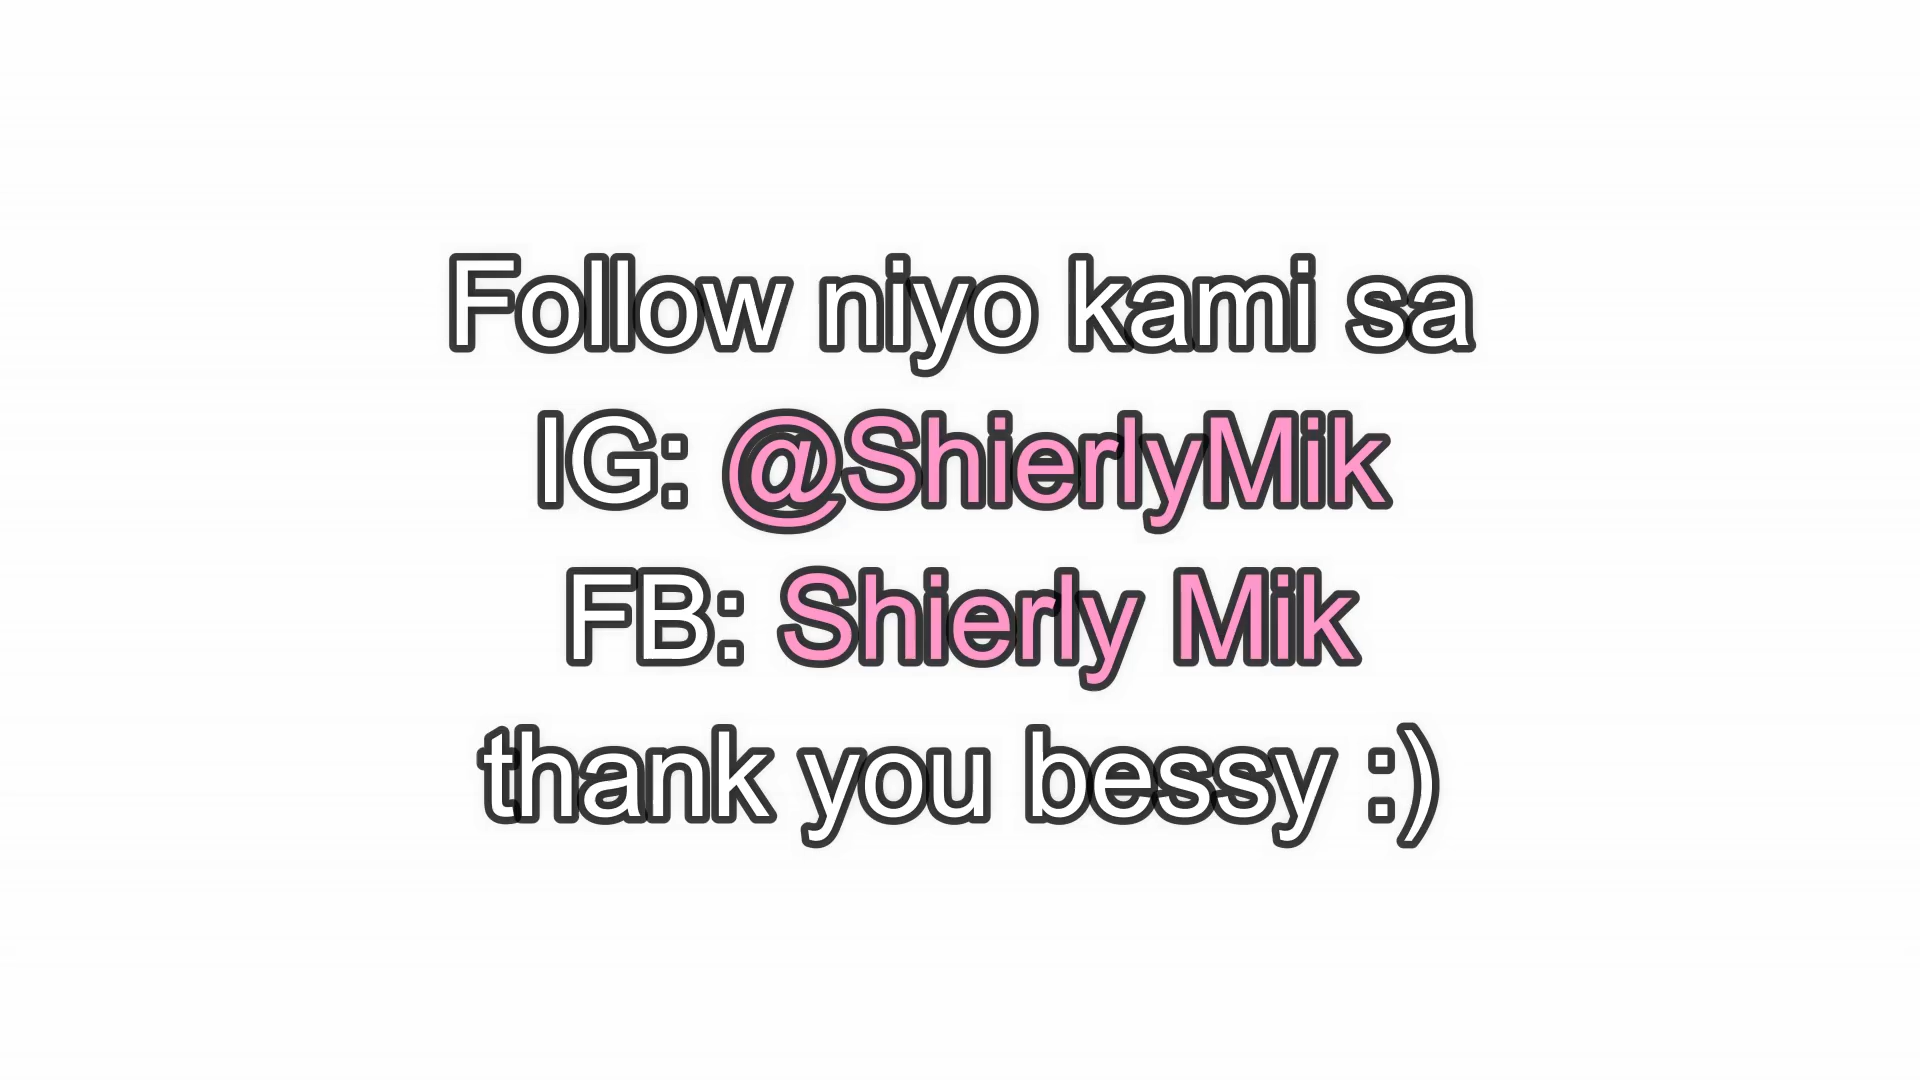 Follow niyo kami sa
IG: @ShierlyMik
FB: Shierly Mik
thank you bessy :)